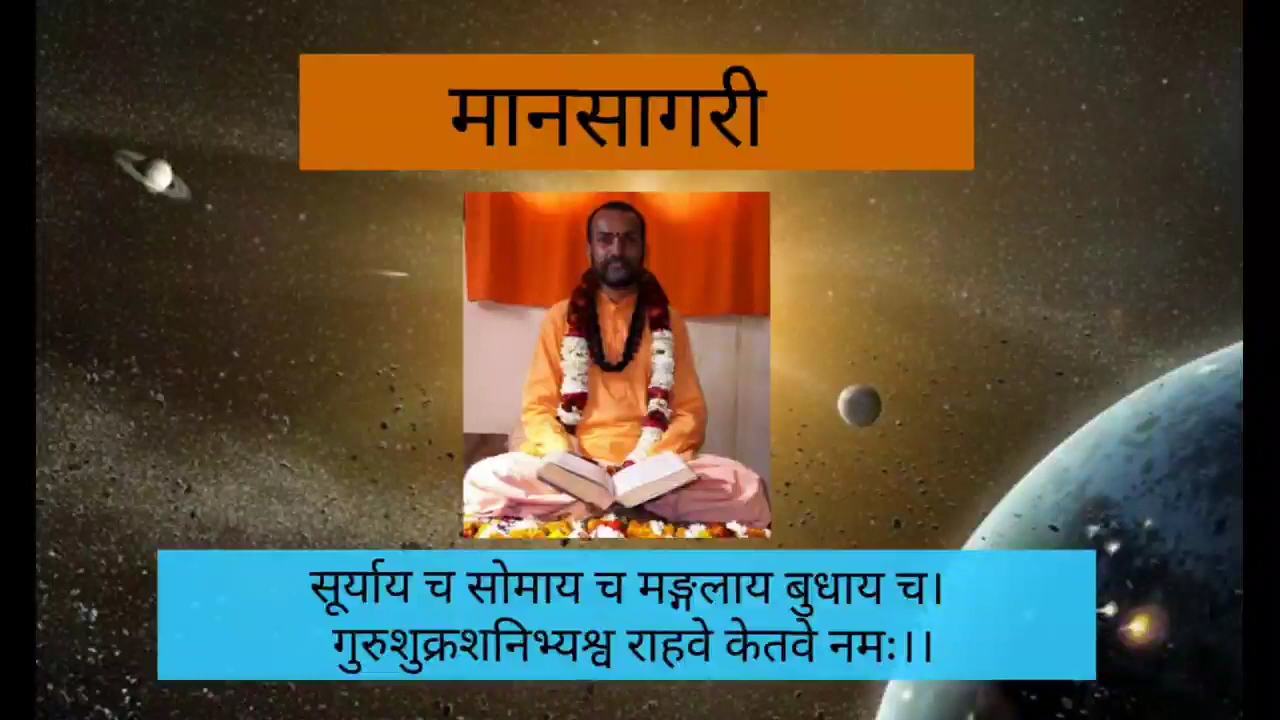 मानसागरी
सूर्याय च सोमाय च मङ्गलाय बुधाय च।
गुरुशुक्रशनिभ्यश्व राहवे केतवे नमः।।